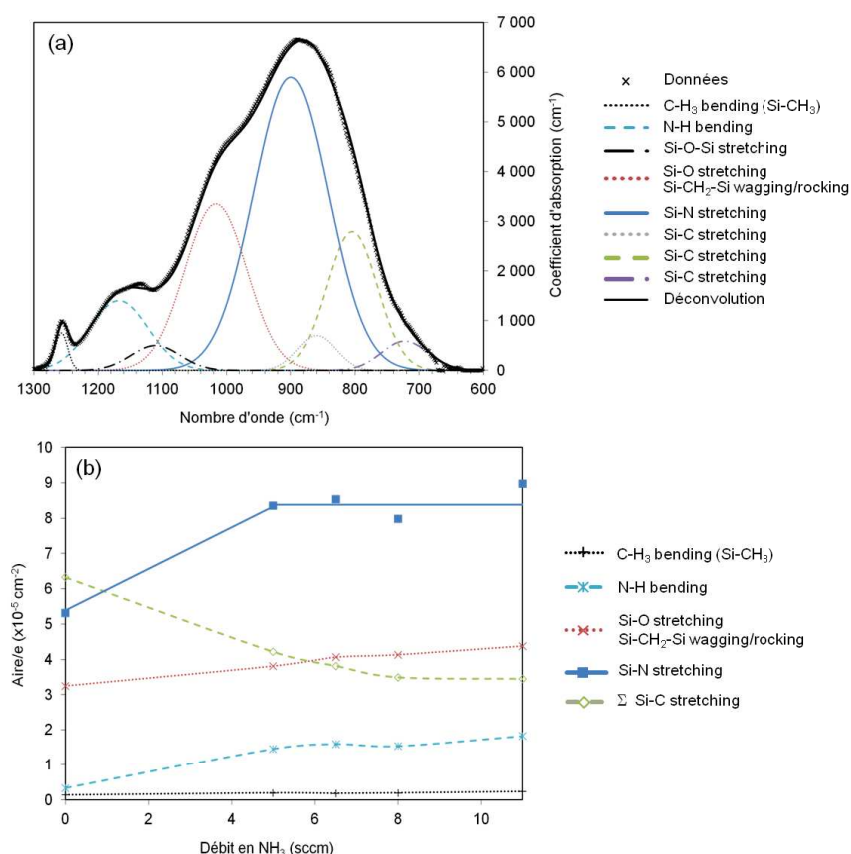 (a)
7 000
6 000
5 000
4 000
3 000
2 000
1 000
0
Coefficient d'absorption (cm-1)
1300
1200
1100
1000
900
800
700
600
Nombre d'onde (cm-1)
Données
C-H3 bending (Si-CH3)
N-H bending
Si-O-Si stretching
Si-O stretching
Si-CH2-Si wagging/rocking
Si-N stretching
Si-C stretching
Si-C stretching
Si-C stretching
Déconvolution
(b)
10
9
8
7
6
5
4
3
2
1
0
Aire/e (x10-5 cm-2)
0
2
4
6
8
10
Débit en NH3 (sccm)
C-H3 bending (Si-CH3)
N-H bending
Si-O stretching
Si-CH2-Si wagging/rocking
Si-N stretching
Σ Si-C stretching